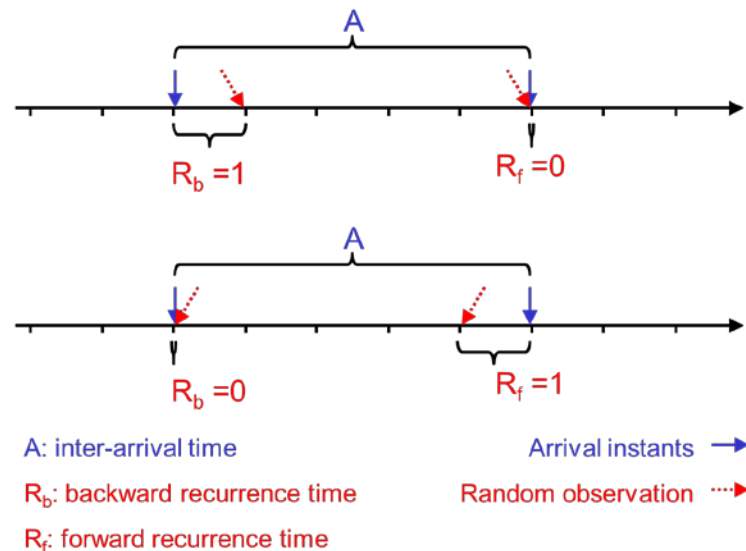 A
R_b =1 R_f =0
A
R_b =0 R_f =1
A: inter-arrival time Arrival instants
R_b: backward recurrence time Random observation
R_f: forward recurrence time